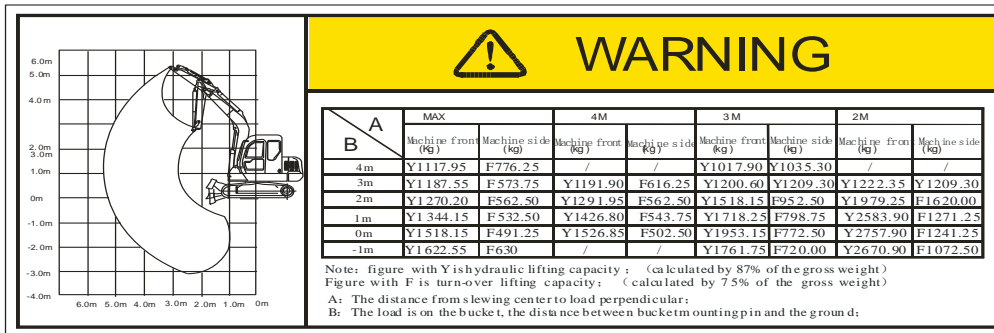 WARNING
6.0m
5.0m
4.0m
2.0m
3.0m
1.0m
0m
-1.0m
-2.0m
-3.0m
-4.0m
6.0m 5.0m 4.0m 3.0m 2.0m 1.0m 0m
A MAX 4M 3M 2M
B Machine front (kg) Machine side (kg) Machine front (kg) Machine side (kg) Machine front (kg) Machine side (kg) Machine front (kg) Machine side (kg)
4m Y1117.95 F776.25 / / Y1017.90 Y1035.30 / /
3m Y1187.55 F573.75 Y1191.90 F616.25 Y1200.60 Y1209.30 Y1222.35 Y1209.30
2m Y1270.20 F562.50 Y1291.95 F562.50 Y1518.15 F952.50 Y1979.25 F1620.00
1m Y1344.15 F532.50 Y1426.80 F543.75 Y1718.25 F798.75 Y2583.90 F1271.25
0m Y1518.15 F491.25 Y1526.85 F502.50 Y1953.15 F772.50 Y2757.90 F1241.25
-1m Y1622.55 F630 / / Y1761.75 F720.00 Y2670.90 F1072.50
Note: figure with Y is hydraulic lifting capacity; (calculated by 87% of the gross weight)
Figure with F is turn-over lifting capacity; (calculated by 75% of the gross weight)
A: The distance from slewing center to load perpendicular;
B: The load is on the bucket, the distance between bucket mounting pin and the ground;